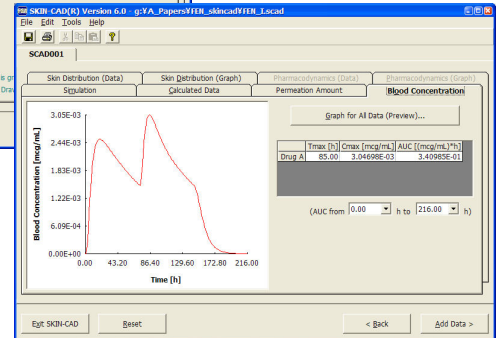 SKIN-CAD(R) Version 6.0 - g:¥A_Papers¥FEN_skincad¥FEN_I.scad
File Edit Tools Help
SCAD001
Skin Distribution (Data) Skin Distribution (Graph) Pharmacodynamics (Data) Pharmacodynamics (Graph)
Simulation Calculated Data Permeation Amount Blood Concentration
is gr
Drav
Blood Concentration [mcg/mL]
3.05E-03
2.44E-03
1.83E-03
1.22E-03
6.09E-04
0.00E+00
0.00 43.20 86.40 129.60 172.80 216.00
Time [h]
Graph for All Data (Preview)...
Tmax [h] Cmax [mcg/mL] AUC [(mcg/mL)*h]
Drug A 85.00 3.04698E-03 3.40985E-01
(AUC from 0.00 h to 216.00 h)
Exit SKIN-CAD Reset < Back Add Data >